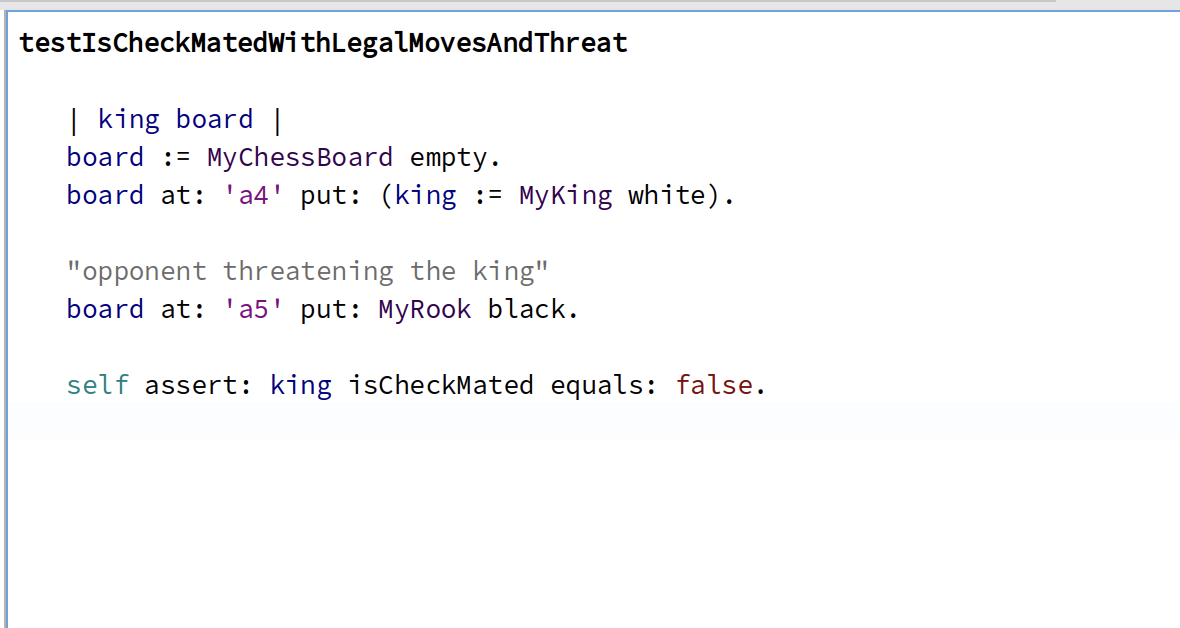 testIsCheckMatedWithLegalMovesAndThreat
| king board |
board := MyChessBoard empty.
board at: 'a4' put: (king := MyKing white).
"opponent threatening the king"
board at: 'a5' put: MyRook black.
self assert: king isCheckMated equals: false.